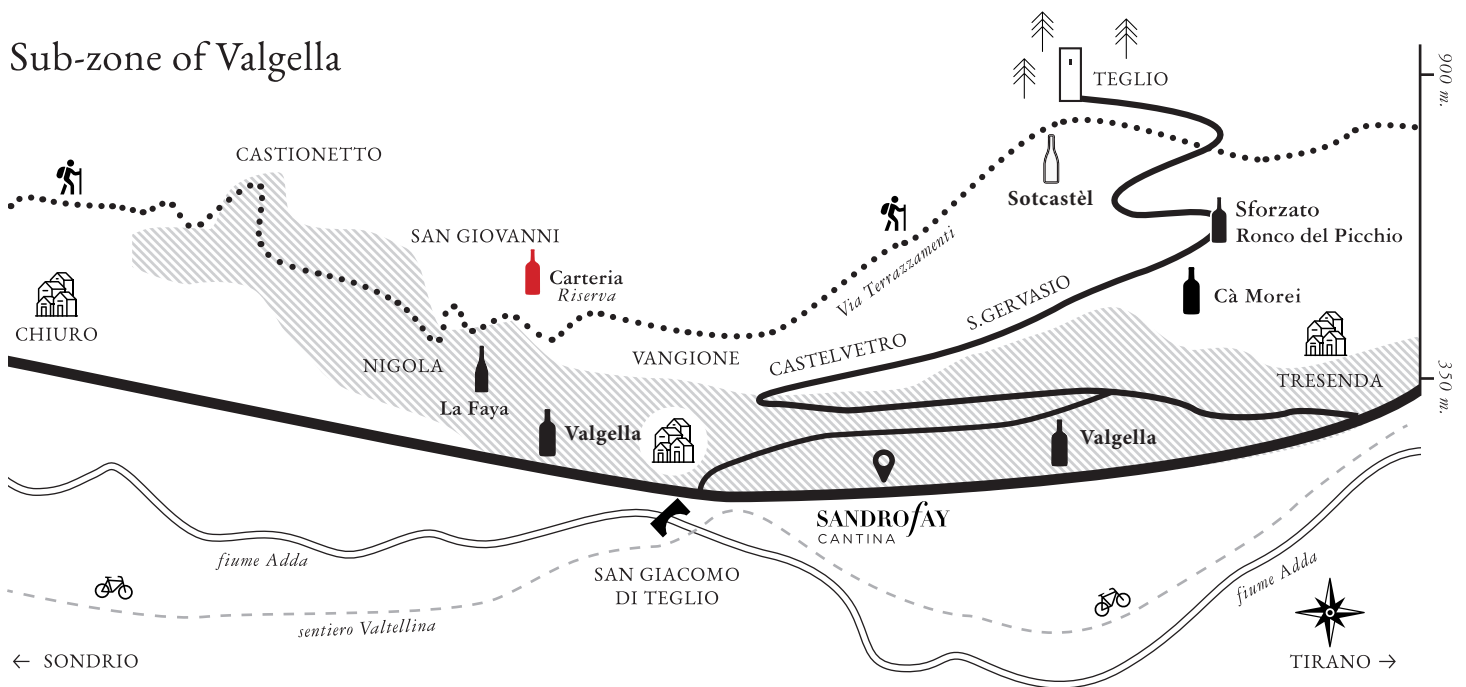 Sub-zone of Valgella
TEGLIO
900 m.
CASTIONETTO
Sotcastèl
Sforzato
Ronco del Picchio
SAN GIOVANNI
Carteria
Riserva
Via Terrazzamenti
S.GERVASIO
Cà Morei
CHIURO
NIGOLA
VANGIONE
CASTELVETRO
TRESENDA
350 m.
La Faya
Valgella
Valgella
SANDROfAY
CANTINA
fiume Adda
SAN GIACOMO
DI TEGLIO
fiume Adda
sentiero Valtellina
← SONDRIO
TIRANO →